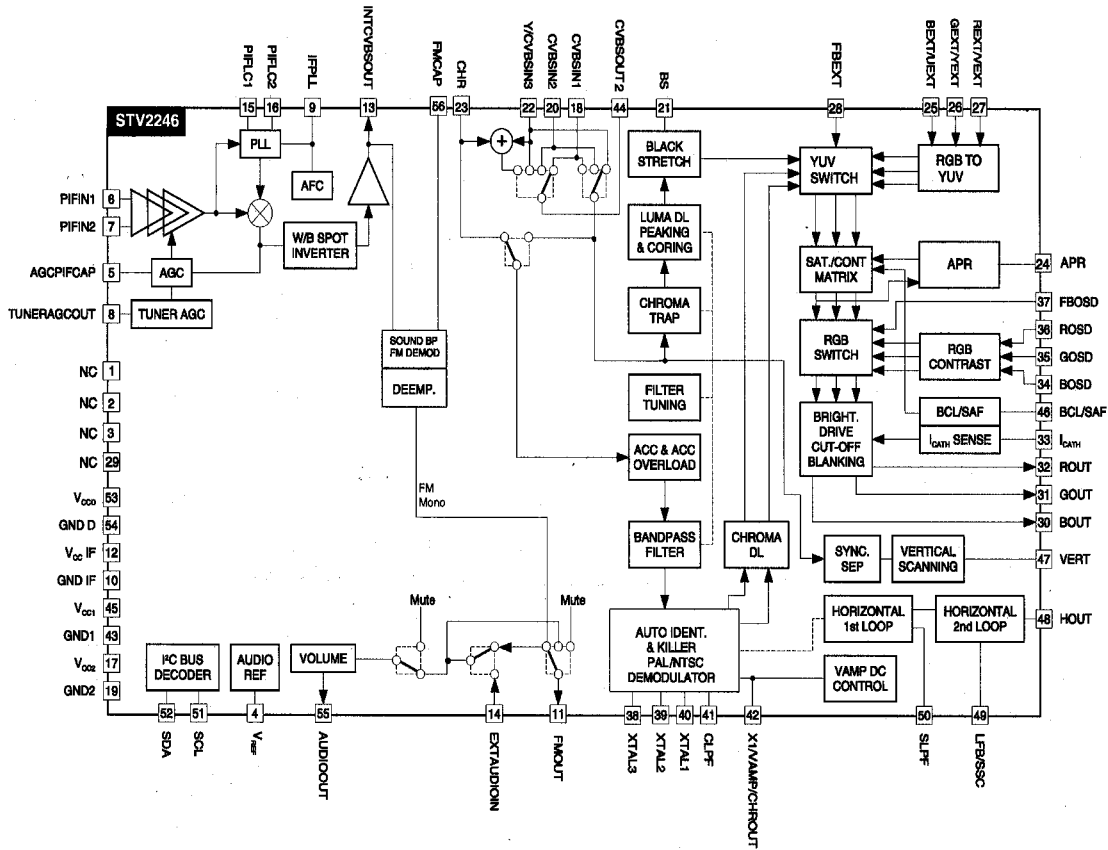 STV2246
PIFLC1
PIFLC2
IFPLL
INTCVBSOUT
FMCAP
CHR
Y/CVBSIN3
CVBSIN2
CVBSIN1
CVBSOUT 2
BS
FBEXT
BEXT/UEXT
GEXT/YEXT
REXT/VEXT
15
16
9
13
56
23
22
20
18
44
21
28
25
26
27
PIFIN1
6
PIFIN2
7
AGCPIFCAP
5
TUNERAGCOUT
8
NC
1
NC
2
NC
3
NC
29
VCC0
53
GND D
54
VCC IF
12
GND IF
10
VCC1
45
GND1
43
VCC2
17
GND2
19
PLL
AFC
W/B SPOT
INVERTER
AGC
TUNER AGC
+
SOUND BP
FM DEMOD
DEEMP.
FM
Mono
BLACK
STRETCH
LUMA DL
PEAKING
& CORING
CHROMA
TRAP
FILTER
TUNING
ACC & ACC
OVERLOAD
BANDPASS
FILTER
AUTO IDENT.
& KILLER
PAL/NTSC
DEMODULATOR
CHROMA
DL
YUV
SWITCH
RGB TO
YUV
SAT./CONT
MATRIX
APR
RGB
SWITCH
RGB
CONTRAST
BRIGHT.
DRIVE
CUT-OFF
BLANKING
BCL/SAF
ICATH SENSE
SYNC.
SEP
VERTICAL
SCANNING
HORIZONTAL
1st LOOP
HORIZONTAL
2nd LOOP
VAMP DC
CONTROL
24
APR
37
FBOSD
36
ROSD
35
GOSD
34
BOSD
46
BCL/SAF
33
ICATH
32
ROUT
31
GOUT
30
BOUT
47
VERT
48
HOUT
I²C BUS
DECODER
AUDIO
REF
VOLUME
Mute
Mute
52
51
4
55
14
11
38
39
40
41
42
50
49
SDA
SCL
VREF
AUDIOOUT
EXTAUDIOIN
FMOUT
XTAL3
XTAL2
XTAL1
CLPF
X1/VAMP/CHROUT
SLPF
LFB/SSC